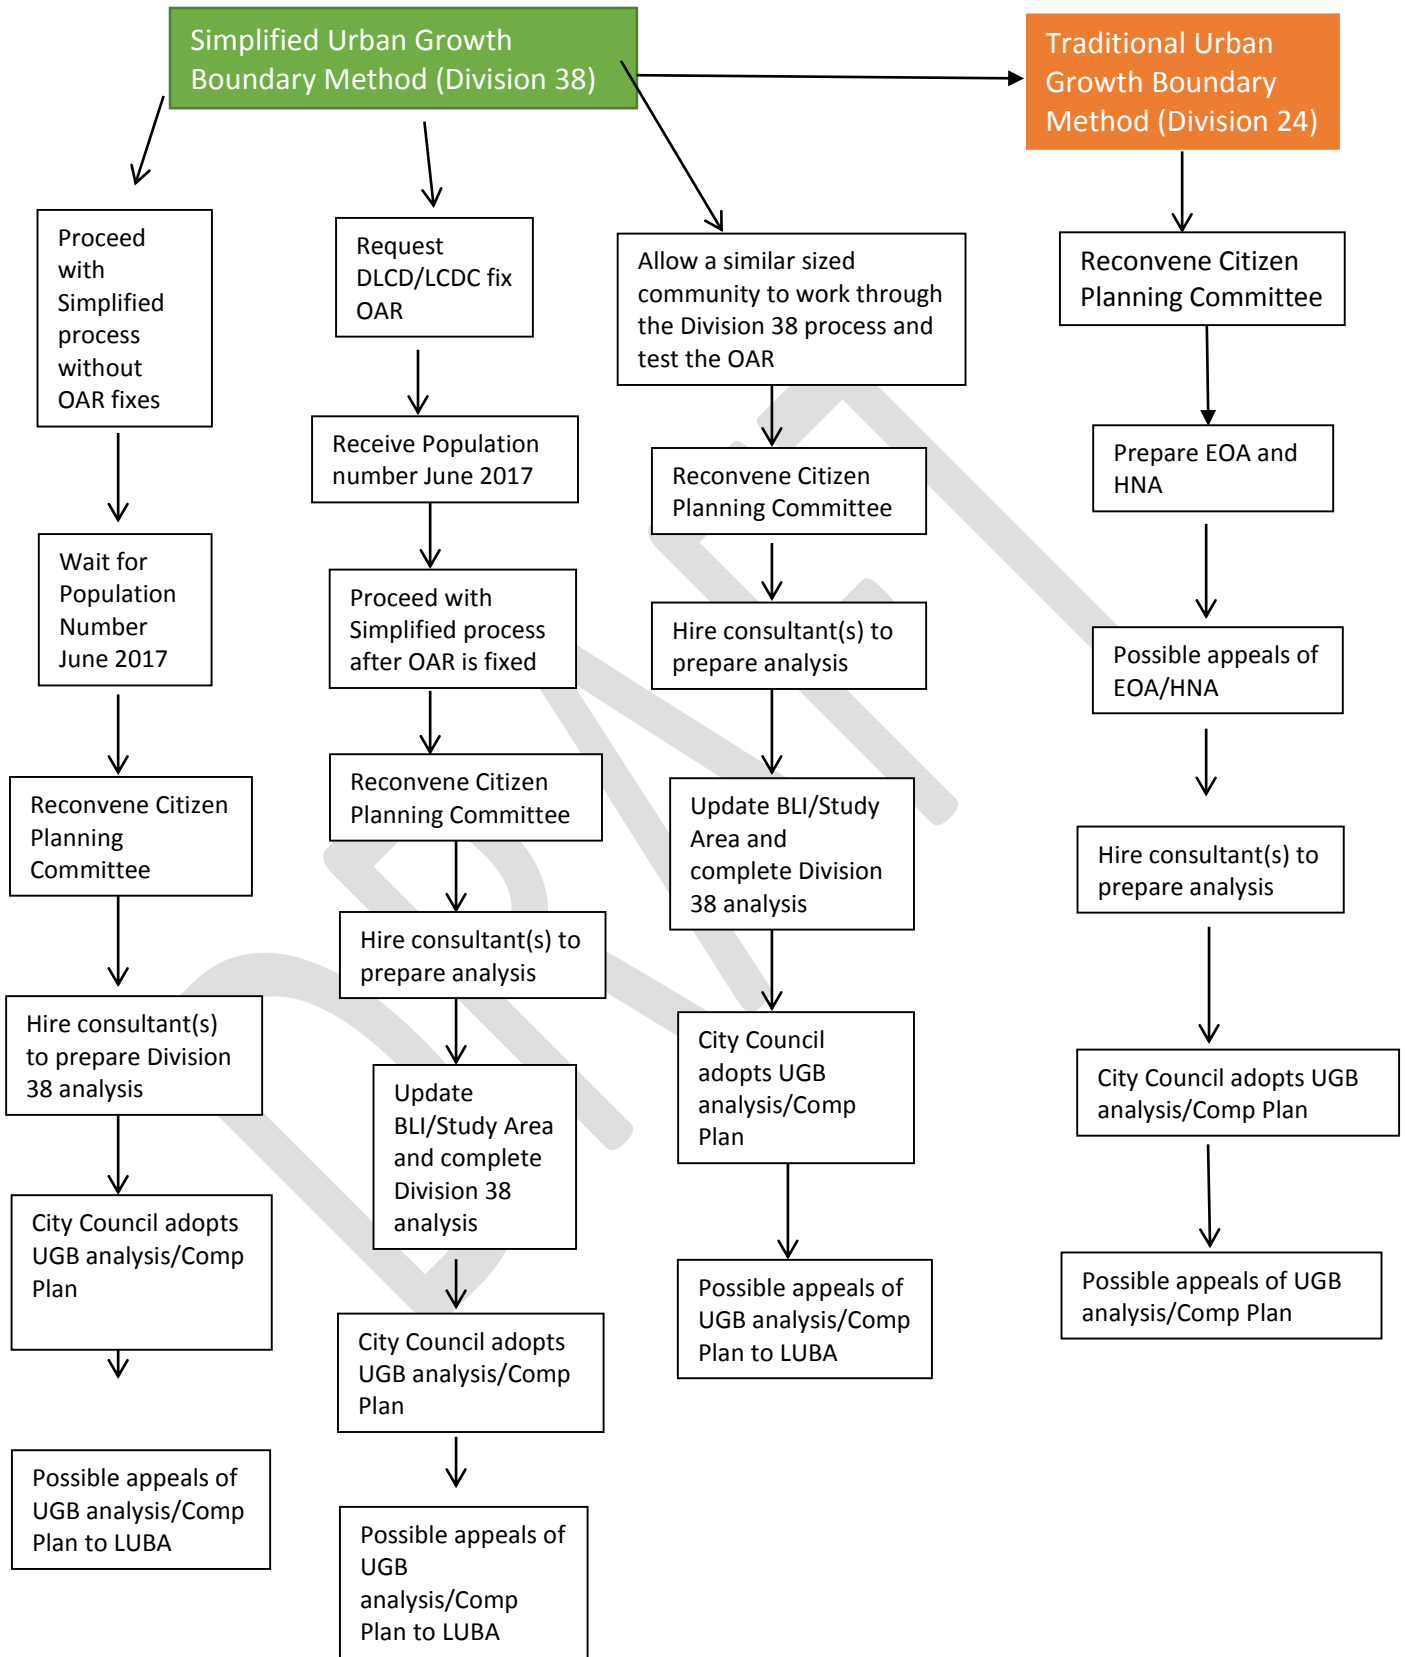 Simplified Urban Growth
Boundary Method (Division 38)
Traditional Urban
Growth Boundary
Method (Division 24)
Proceed
with
Simplified
process
without
OAR fixes
Wait for
Population
Number
June 2017
Reconvene Citizen
Planning
Committee
Hire consultant(s)
to prepare Division
38 analysis
City Council adopts
UGB analysis/Comp
Plan
Possible appeals of
UGB analysis/Comp
Plan to LUBA
Request
DLCD/LCDC fix
OAR
Receive Population
number June 2017
Proceed with
Simplified process
after OAR is fixed
Reconvene Citizen
Planning Committee
Hire consultant(s) to
prepare analysis
Update
BLI/Study Area
and complete
Division 38
analysis
City Council adopts
UGB analysis/Comp
Plan
Possible appeals of
UGB
analysis/Comp
Plan to LUBA
Allow a similar sized
community to work through
the Division 38 process and
test the OAR
Reconvene Citizen
Planning Committee
Hire consultant(s) to
prepare analysis
Update BLI/Study
Area and
complete Division
38 analysis
City Council
adopts UGB
analysis/Comp
Plan
Possible appeals of
UGB analysis/Comp
Plan to LUBA
Reconvene Citizen
Planning Committee
Prepare EOA and
HNA
Possible appeals of
EOA/HNA
Hire consultant(s) to
prepare analysis
City Council adopts UGB
analysis/Comp Plan
Possible appeals of UGB
analysis/Comp Plan
DRAFT